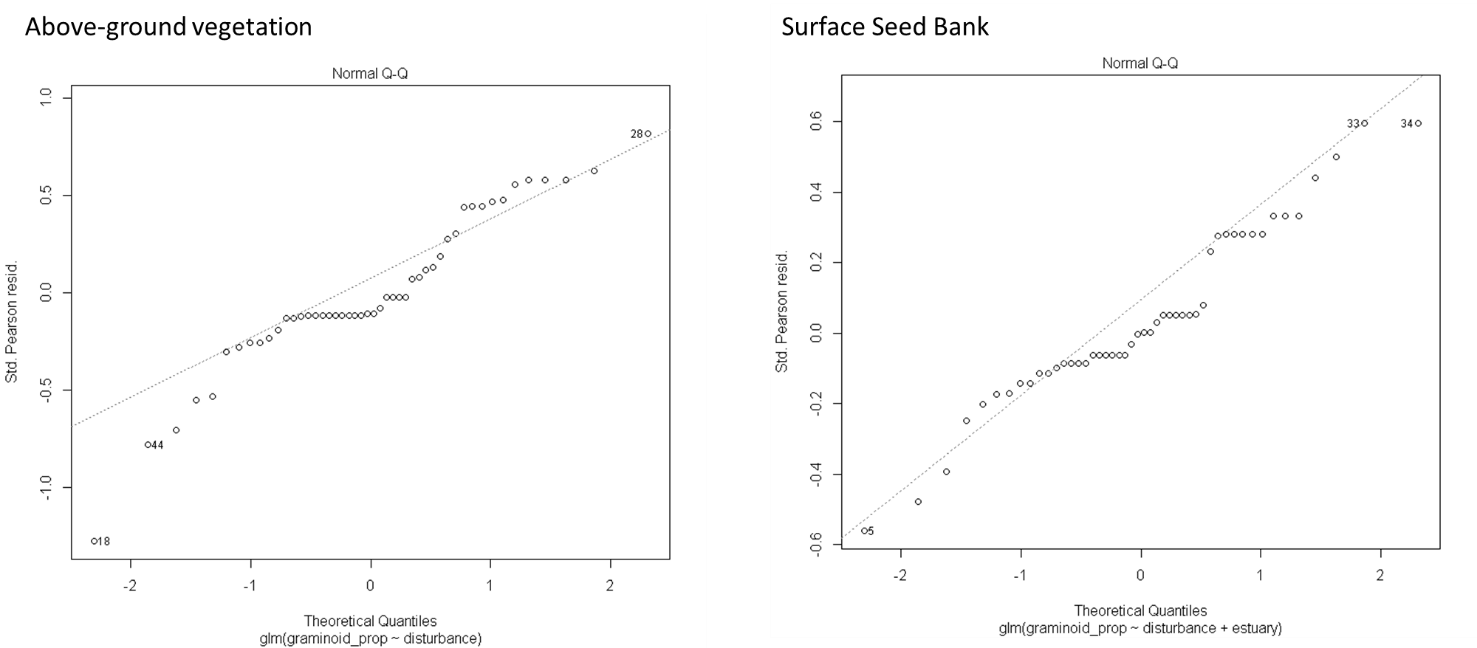 Above-ground vegetation
Normal Q-Q
1.0
0.5
0.0
-0.5
-1.0
28
44
18
-2
-1
0
1
2
Std. Pearson resid.
Theoretical Quantiles
glm(graminoid_prop ~ disturbance)
Surface Seed Bank
Normal Q-Q
0.6
0.4
0.2
0.0
-0.2
-0.4
-0.6
33
34
5
-2
-1
0
1
2
Std. Pearson resid.
Theoretical Quantiles
glm(graminoid_prop ~ disturbance + estuary)